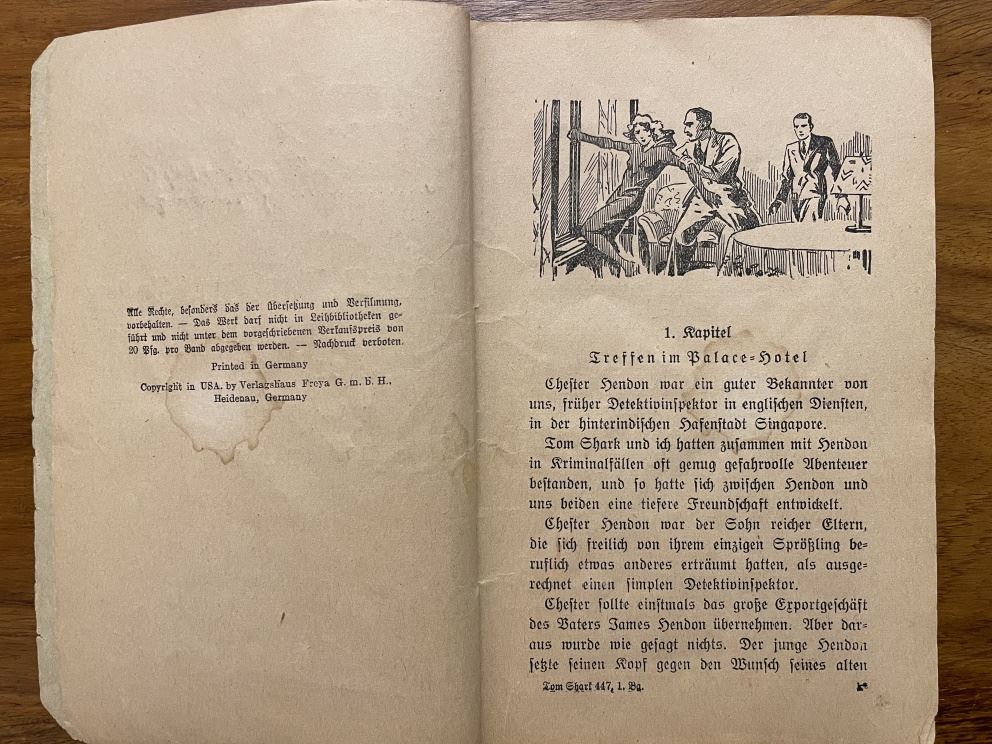 Alle Rechte, besonders das der Übersetzung und Verfilmung,
vorbehalten. — Das Werk darf nicht in Leihbibliotheken ge-
führt und nicht unter dem vorgeschriebenen Verkaufspreis von
20 Pfg. pro Band abgegeben werden. — Nachdruck verboten.
Printed in Germany
Copyright in USA. by Verlagshaus Freya G. m. b. H.,
Heidenau, Germany
1. Kapitel
Treffen im Palace-Hotel
Chester Hendon war ein guter Bekannter von
uns, früher Detektivinspektor in englischen Diensten,
in der hinterindischen Hafenstadt Singapore.
Tom Shark und ich hatten zusammen mit Hendon
in Kriminalfällen oft genug gefahrvolle Abenteuer
bestanden, und so hatte sich zwischen Hendon und
uns beiden eine tiefere Freundschaft entwickelt.
Chester Hendon war der Sohn reicher Eltern,
die sich freilich von ihrem einzigen Sprößling be-
ruflich etwas anderes erträumt hatten, als ausge-
rechnet einen simplen Detektivinspektor.
Chester sollte einstmals das große Exportgeschäft
des Vaters James Hendon übernehmen. Aber dar-
aus wurde wie gesagt nichts. Der junge Hendon
setzte seinen Kopf gegen den Wunsch seines alten
Tom Shark 447, 1. Bg.